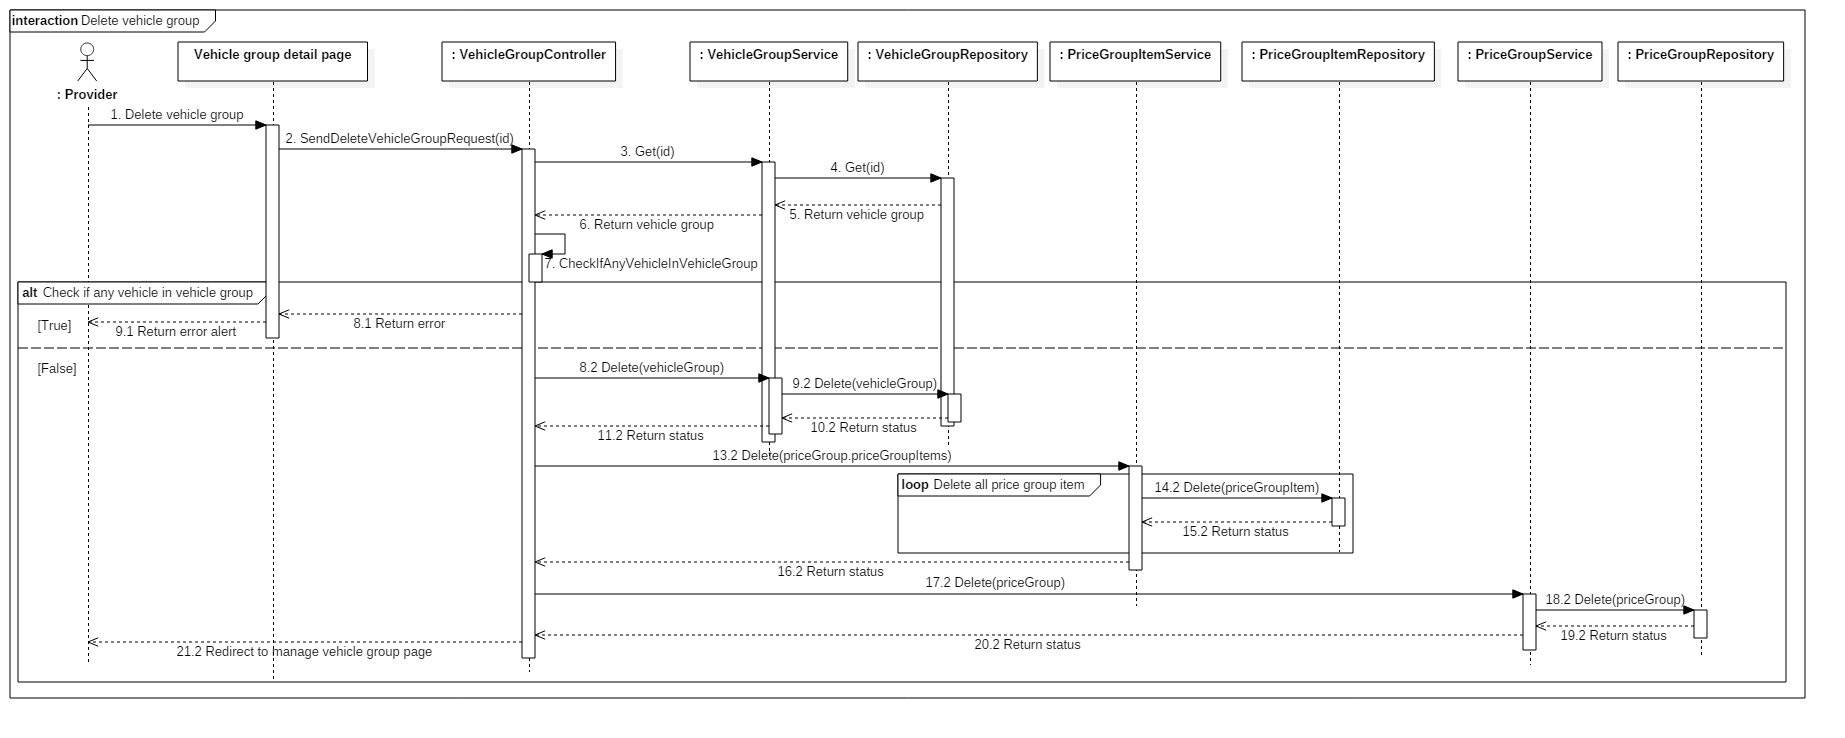 interaction Delete vehicle group
: Provider
Vehicle group detail page
: VehicleGroupController
: VehicleGroupService
: VehicleGroupRepository
: PriceGroupItemService
: PriceGroupItemRepository
: PriceGroupService
: PriceGroupRepository
1. Delete vehicle group
2. SendDeleteVehicleGroupRequest(id)
3. Get(id)
4. Get(id)
5. Return vehicle group
6. Return vehicle group
7. CheckIfAnyVehicleInVehicleGroup
alt Check if any vehicle in vehicle group
[True]
8.1 Return error
9.1 Return error alert
[False]
8.2 Delete(vehicleGroup)
9.2 Delete(vehicleGroup)
10.2 Return status
11.2 Return status
13.2 Delete(priceGroup.priceGroupItems)
loop Delete all price group item
14.2 Delete(priceGroupItem)
15.2 Return status
16.2 Return status
17.2 Delete(priceGroup)
18.2 Delete(priceGroup)
19.2 Return status
20.2 Return status
21.2 Redirect to manage vehicle group page